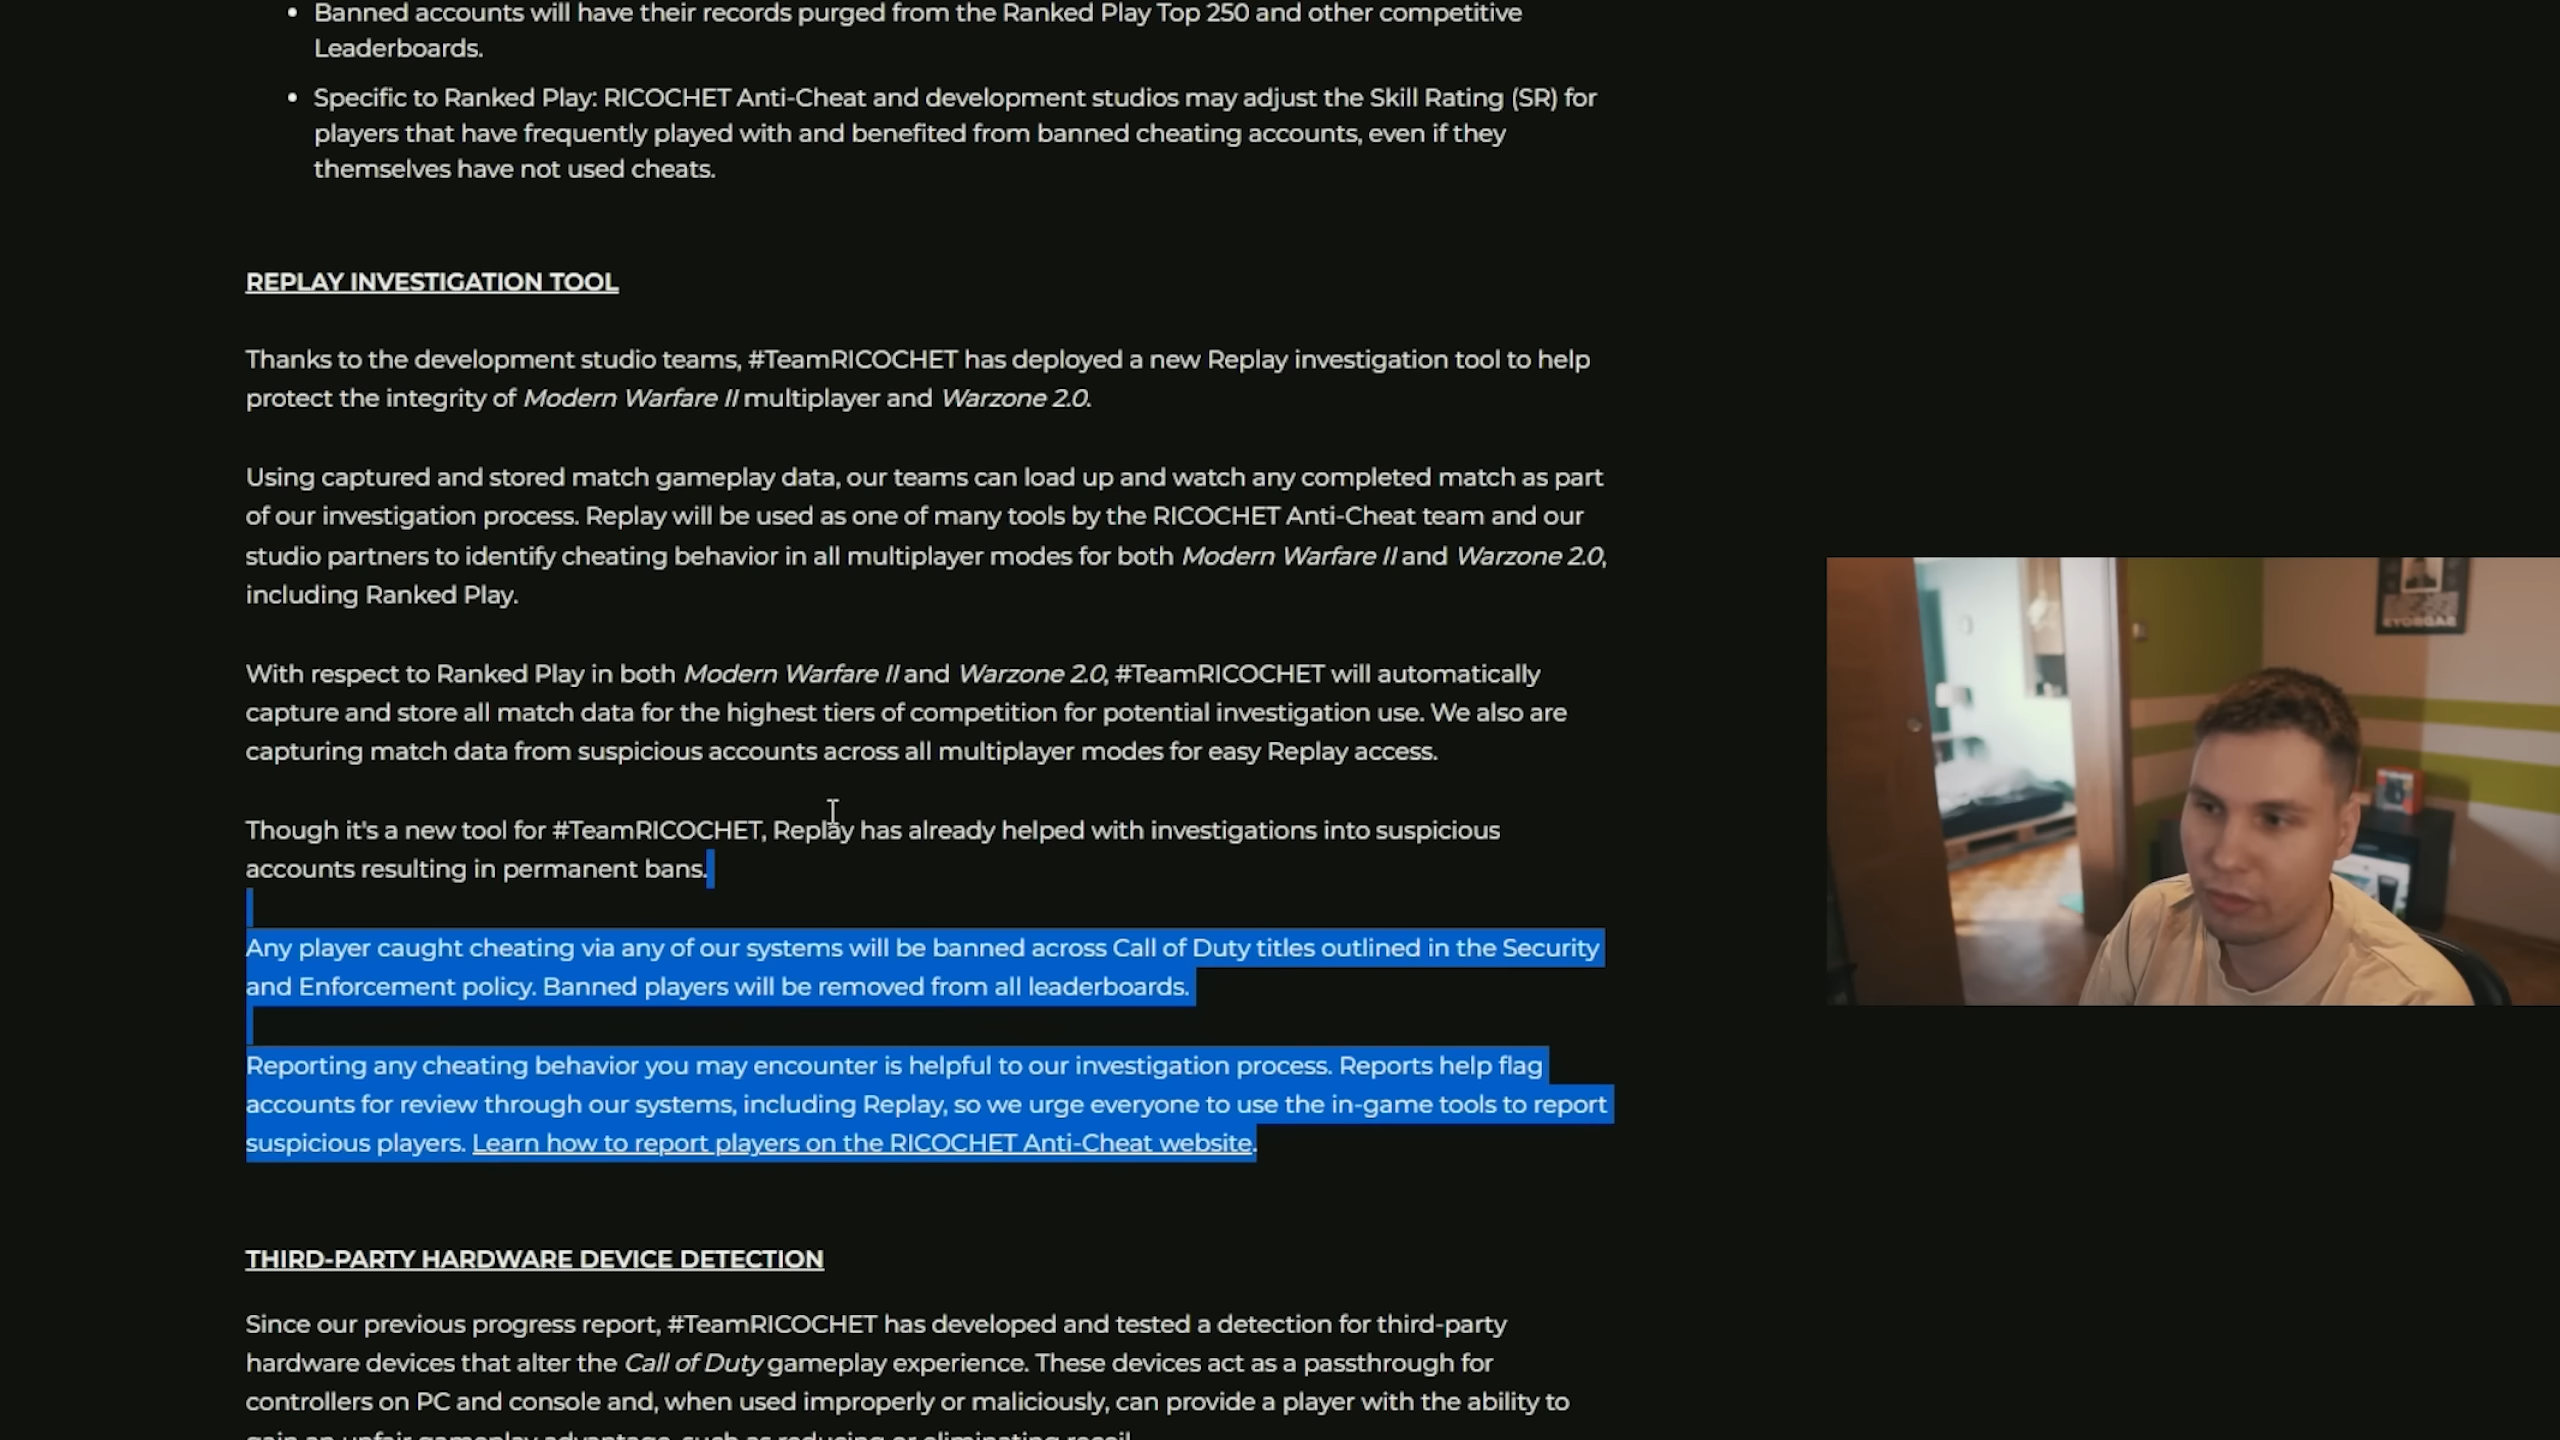 Banned accounts will have their records purged from the Ranked Play Top 250 and other competitive
Leaderboards.
Specific to Ranked Play: RICOCHET Anti-Cheat and development studios may adjust the Skill Rating (SR) for
players that have frequently played with and benefited from banned cheating accounts, even if they
themselves have not used cheats.
REPLAY INVESTIGATION TOOL
Thanks to the development studio teams, #TeamRICOCHET has deployed a new Replay investigation tool to help
protect the integrity of Modern Warfare II multiplayer and Warzone 2.0.
Using captured and stored match gameplay data, our teams can load up and watch any completed match as part
of our investigation process. Replay will be used as one of many tools by the RICOCHET Anti-Cheat team and our
studio partners to identify cheating behavior in all multiplayer modes for both Modern Warfare II and Warzone 2.0,
including Ranked Play.
With respect to Ranked Play in both Modern Warfare II and Warzone 2.0, #TeamRICOCHET will automatically
capture and store all match data for the highest tiers of competition for potential investigation use. We also are
capturing match data from suspicious accounts across all multiplayer modes for easy Replay access.
Though it's a new tool for #TeamRICOCHET, Replay has already helped with investigations into suspicious
accounts resulting in permanent bans.
Any player caught cheating via any of our systems will be banned across Call of Duty titles outlined in the Security
and Enforcement policy. Banned players will be removed from all leaderboards.
Reporting any cheating behavior you may encounter is helpful to our investigation process. Reports help flag
accounts for review through our systems, including Replay, so we urge everyone to use the in-game tools to report
suspicious players. Learn how to report players on the RICOCHET Anti-Cheat website.
THIRD-PARTY HARDWARE DEVICE DETECTION
Since our previous progress report, #TeamRICOCHET has developed and tested a detection for third-party
hardware devices that alter the Call of Duty gameplay experience. These devices act as a passthrough for
controllers on PC and console and, when used improperly or maliciously, can provide a player with the ability to
gain an unfair gameplay advantage, such as reducing or eliminating recoil.